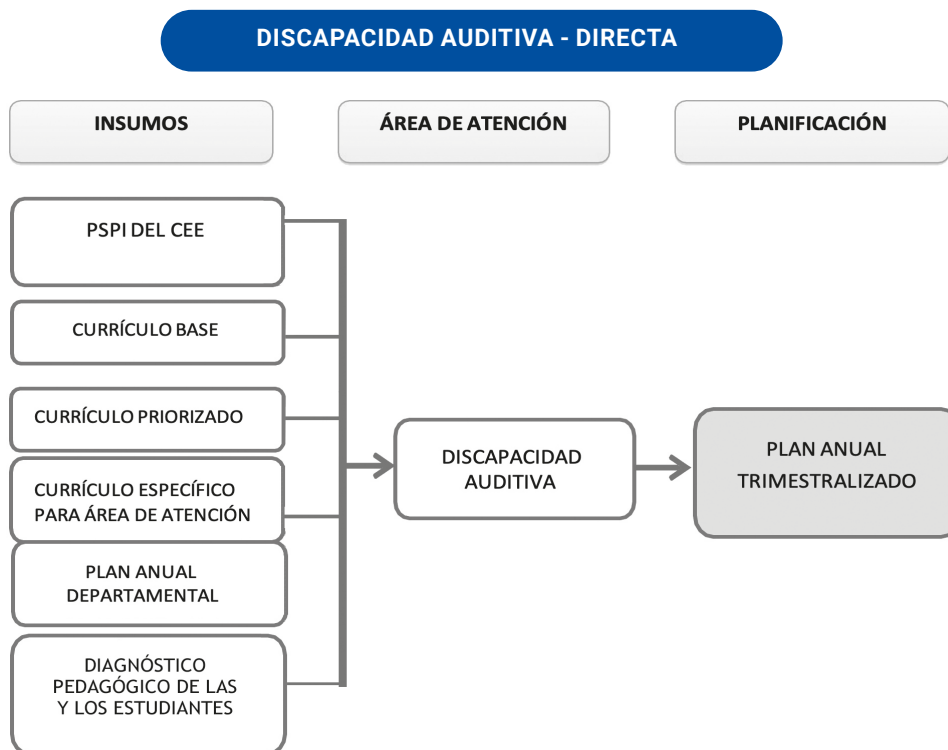 DISCAPACIDAD AUDITIVA - DIRECTA
INSUMOS
ÁREA DE ATENCIÓN
PLANIFICACIÓN
PSPI DEL CEE
CURRÍCULO BASE
CURRÍCULO PRIORIZADO
CURRÍCULO ESPECÍFICO
PARA ÁREA DE ATENCIÓN
PLAN ANUAL
DEPARTAMENTAL
DIAGNÓSTICO
PEDAGÓGICO DE LAS
Y LOS ESTUDIANTES
DISCAPACIDAD
AUDITIVA
PLAN ANUAL
TRIMESTRALIZADO